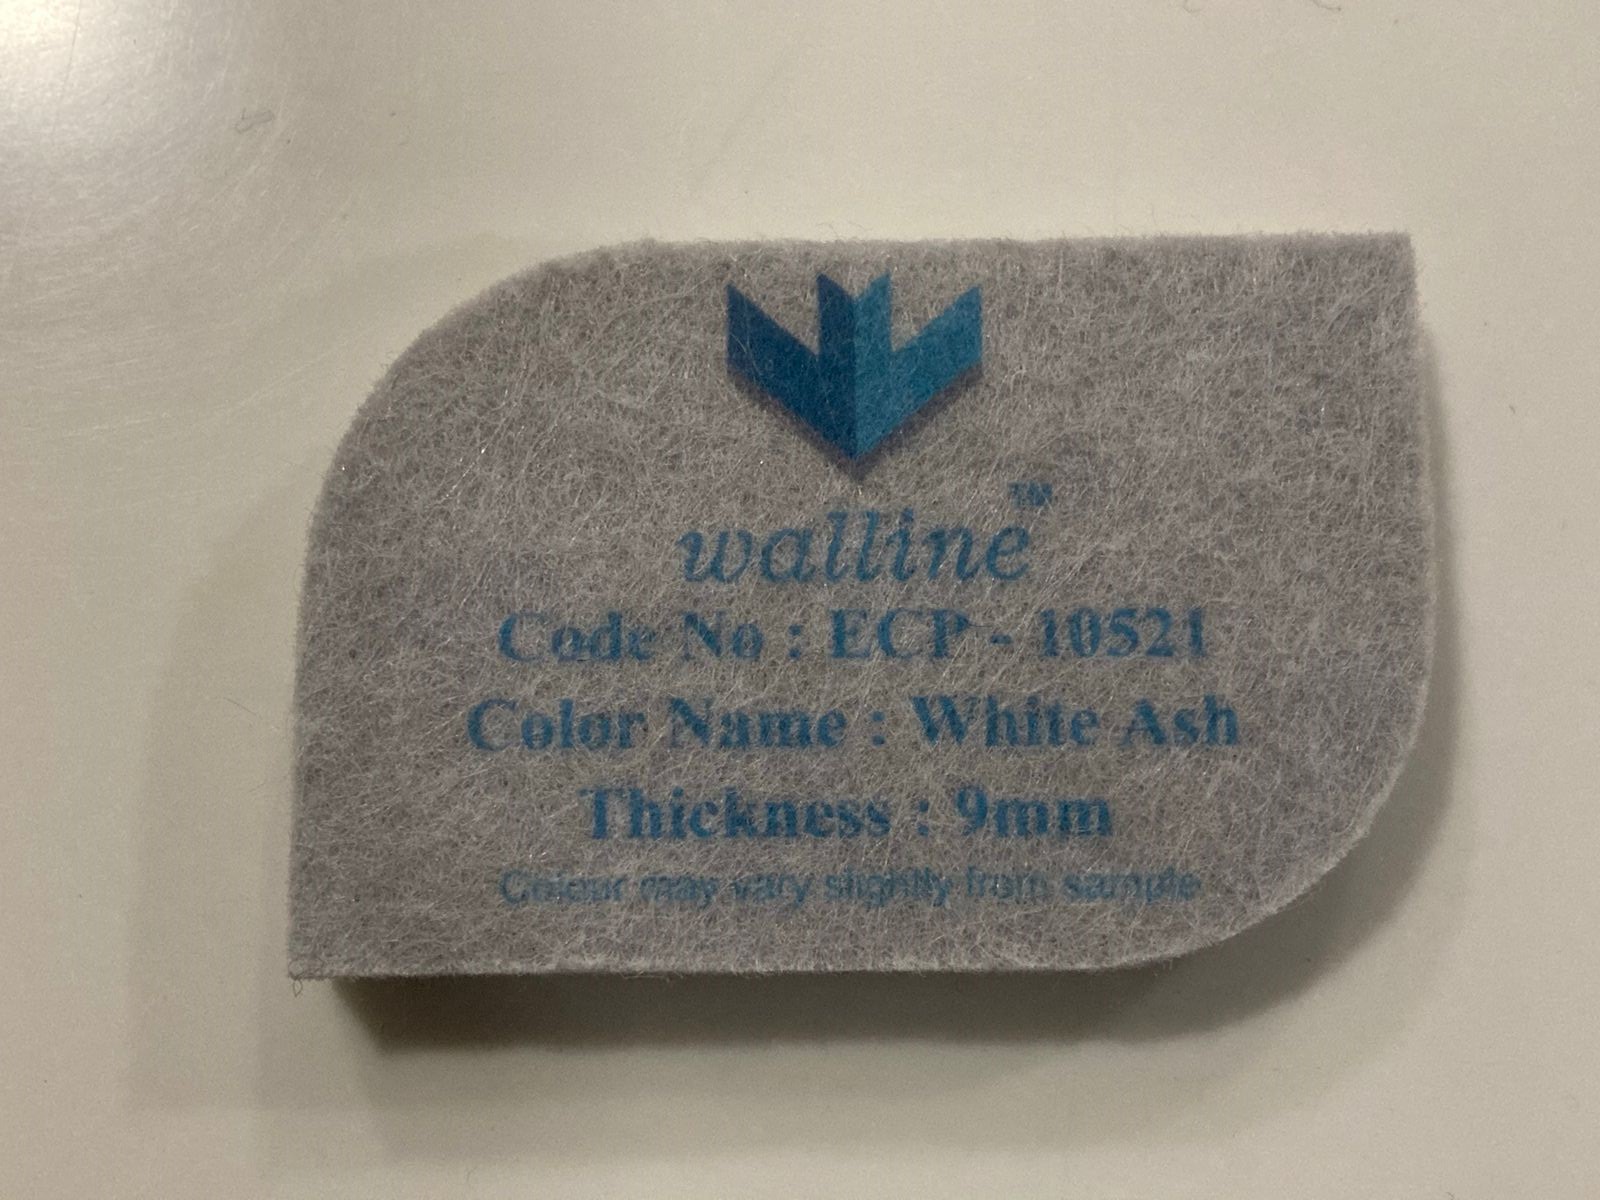 walline™
Code No : ECP - 10521
Color Name : White Ash
Thickness : 9mm
Colour may vary slightly from sample